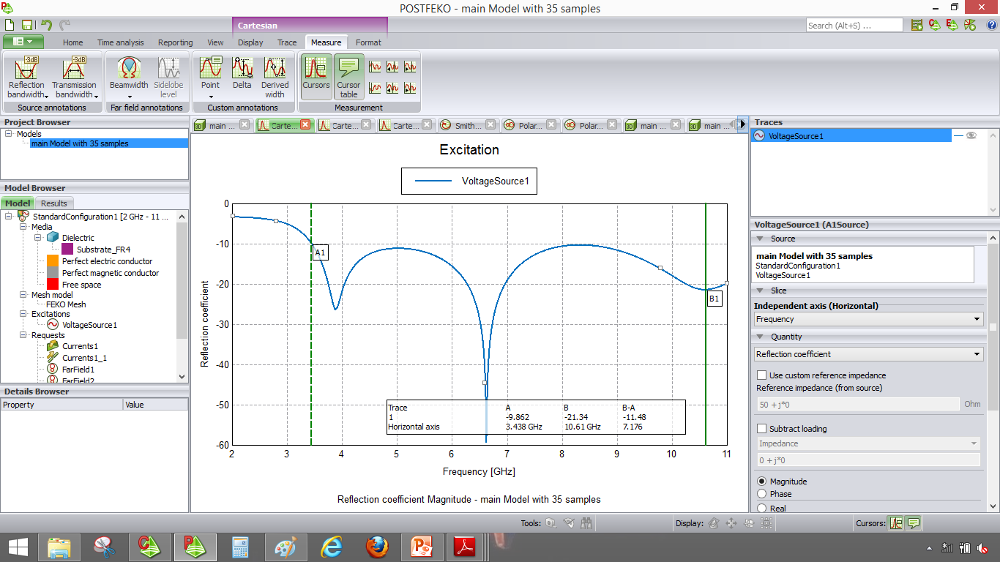 POSTFEKO - main Model with 35 samples
Cartesian
Search (Alt+S) ...
Home Time analysis Reporting View Display Trace Measure Format
-3dB -3dB
Reflection bandwidth
Transmission bandwidth
Beamwidth
Sidelobe level
Point
Delta
Derived width
Cursors
Cursor table
Source annotations
Far field annotations
Custom annotations
Measurement
Project Browser
Models
main Model with 35 samples
Model Browser
Model Results
StandardConfiguration1 [2 GHz - 11 ...
Media
Dielectric
Substrate_FR4
Perfect electric conductor
Perfect magnetic conductor
Free space
Mesh model
FEKO Mesh
Excitations
VoltageSource1
Requests
Currents1
Currents1_1
FarField1
FarField2
Details Browser
Property Value
3D main ... Carte... Carte... Carte... Smith... Polar... Polar... 3D main ... 3D main ...
Excitation
VoltageSource1
0
-10
-20
-30
-40
-50
-60
Reflection coefficient
A1
B1
Trace A B B-A
1 -9.862 -21.34 -11.48
Horizontal axis 3.438 GHz 10.61 GHz 7.176
2 3 4 5 6 7 8 9 10 11
Frequency [GHz]
Reflection coefficient Magnitude - main Model with 35 samples
Traces
VoltageSource1
VoltageSource1 (A1Source)
Source
main Model with 35 samples
StandardConfiguration1
VoltageSource1
Slice
Independent axis (Horizontal)
Frequency
Quantity
Reflection coefficient
Use custom reference impedance
Reference impedance (from source)
50 + j*0 Ohm
Subtract loading
Impedance
0 + j*0
Magnitude
Phase
Real
Tools: Display: Cursors: